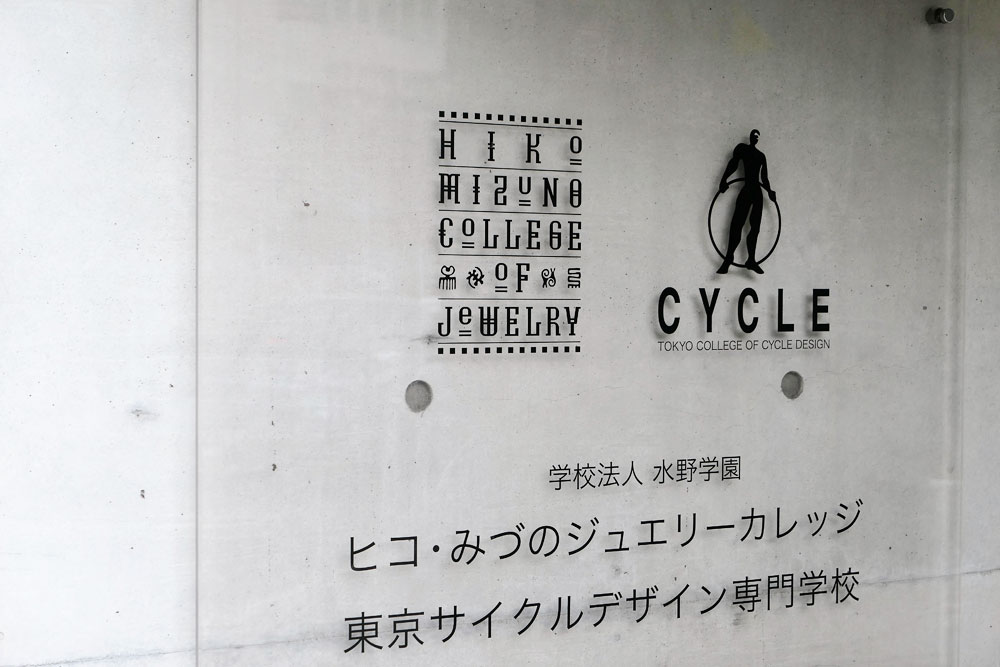 HIKO
MIZUNO
COLLEGE
OF
JEWELRY
CYCLE
TOKYO COLLEGE OF CYCLE DESIGN
学校法人 水野学園
ヒコ・みづのジュエリーカレッジ
東京サイクルデザイン専門学校